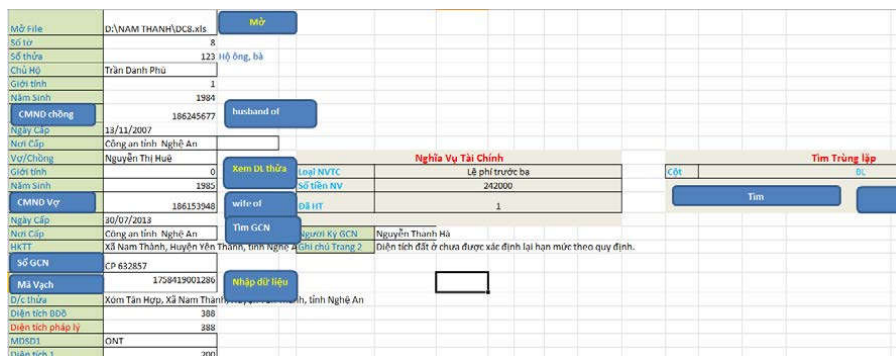 Mở File D:\NAM THANH\DC8.xls Mở
Số tờ 8
Số thửa 123 Hộ ông, bà
Chủ Hộ Trần Danh Phú
Giới tính 1
Năm Sinh 1984
CMND chồng 186245677 husband of
Ngày Cấp 13/11/2007
Nơi Cấp Công an tỉnh Nghệ An
Vợ/Chồng Nguyễn Thị Huê Xem DL thửa Nghĩa Vụ Tài Chính Tìm Trùng lặp
Giới tính 0 Loại NVTC Lệ phí trước bạ Cột DL
Năm Sinh 1985 Số tiền NV 242000 Tìm
CMND Vợ 186153948 wife of Đã HT 1
Ngày Cấp 30/07/2013 Tìm GCN
Nơi Cấp Công an tỉnh Nghệ An Người Ký GCN Nguyễn Thanh Hà
HKTT Xã Nam Thành, Huyện Yên Thành, tỉnh Nghệ A Ghi chú Trang 2 Diện tích đất ở chưa được xác định lại hạn mức theo quy định.
Số GCN CP 632857
Mã Vạch 1758419001286 Nhập dữ liệu
D/c thửa Xóm Tân Hợp, Xã Nam Thành, Huyện Yên Thành, tỉnh Nghệ An
Diện tích BĐồ 388
Diện tích pháp lý 388
MDSD1 ONT
Diện tích 1 200